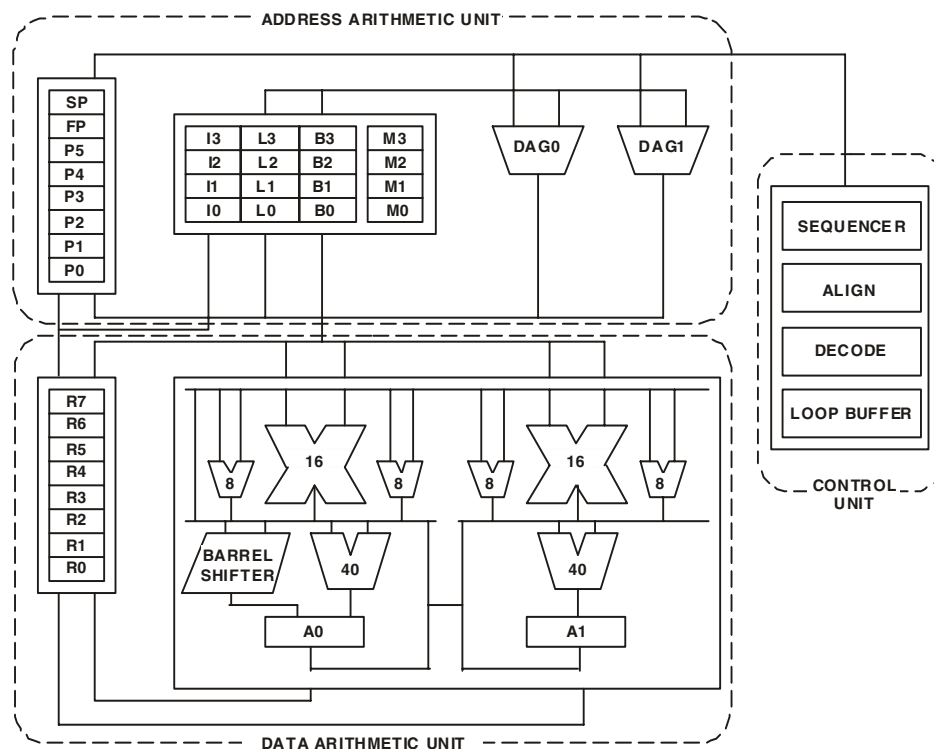 ADDRESS ARITHMETIC UNIT
SP
FP
P5
P4
P3
P2
P1
P0
I3 L3 B3 M3
I2 L2 B2 M2
I1 L1 B1 M1
I0 L0 B0 M0
DAG0 DAG1
SEQUENCER
ALIGN
DECODE
LOOP BUFFER
CONTROL
UNIT
R7
R6
R5
R4
R3
R2
R1
R0
16 16
8 8 8 8
BARREL
SHIFTER
40 40
A0 A1
DATA ARITHMETIC UNIT